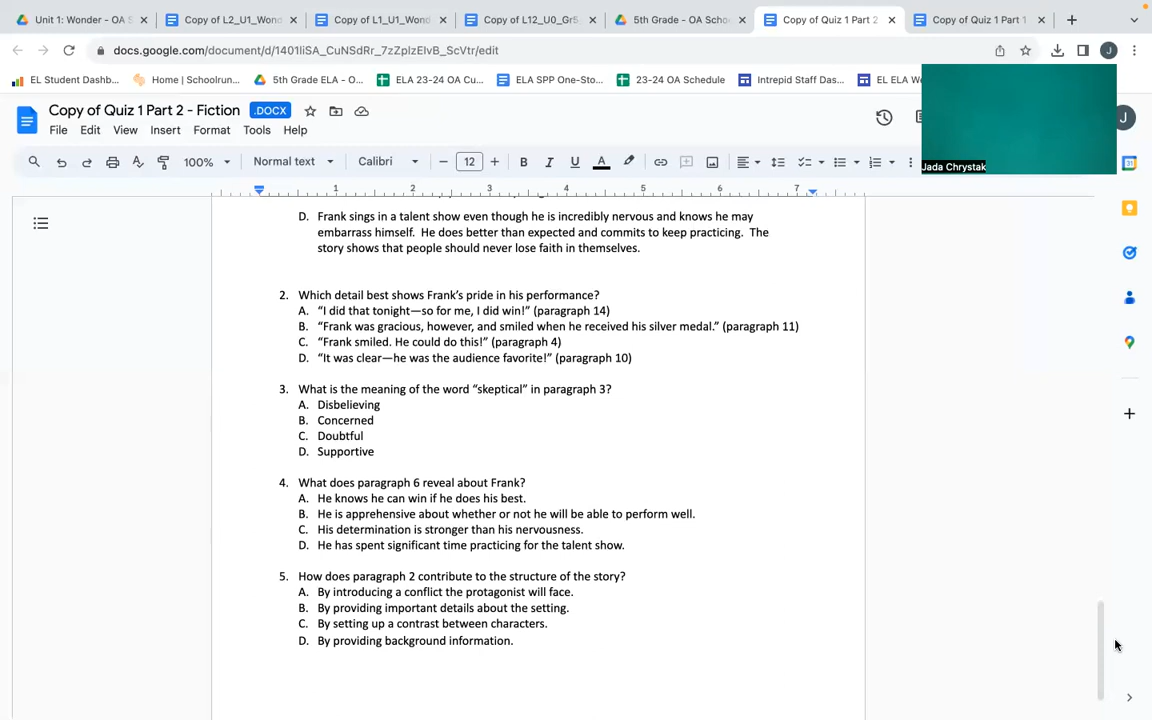 Unit 1: Wonder - OA S
Copy of L2_U1_Wond
Copy of L1_U1_Wond
Copy of L12_U0_Gr5
5th Grade - OA Schoo
Copy of Quiz 1 Part 2
Copy of Quiz 1 Part 1
docs.google.com/document/d/1401IiSA_CuNSdRr_7zZpIzElvB_ScVtr/edit
J
EL Student Dashb...
Home | Schoolrun...
5th Grade ELA - O...
ELA 23-24 OA Cu...
ELA SPP One-Sto...
23-24 OA Schedule
Intrepid Staff Das...
EL ELA We
Copy of Quiz 1 Part 2 - Fiction
.DOCX
J
File Edit View Insert Format Tools Help
100% Normal text Calibri 12 B I U A
Jada Chrystak
1 2 3 4 5 6 7
D. Frank sings in a talent show even though he is incredibly nervous and knows he may
embarrass himself. He does better than expected and commits to keep practicing. The
story shows that people should never lose faith in themselves.
2. Which detail best shows Frank's pride in his performance?
A. "I did that tonight—so for me, I did win!" (paragraph 14)
B. "Frank was gracious, however, and smiled when he received his silver medal." (paragraph 11)
C. "Frank smiled. He could do this!" (paragraph 4)
D. "It was clear—he was the audience favorite!" (paragraph 10)
3. What is the meaning of the word "skeptical" in paragraph 3?
A. Disbelieving
B. Concerned
C. Doubtful
D. Supportive
4. What does paragraph 6 reveal about Frank?
A. He knows he can win if he does his best.
B. He is apprehensive about whether or not he will be able to perform well.
C. His determination is stronger than his nervousness.
D. He has spent significant time practicing for the talent show.
5. How does paragraph 2 contribute to the structure of the story?
A. By introducing a conflict the protagonist will face.
B. By providing important details about the setting.
C. By setting up a contrast between characters.
D. By providing background information.